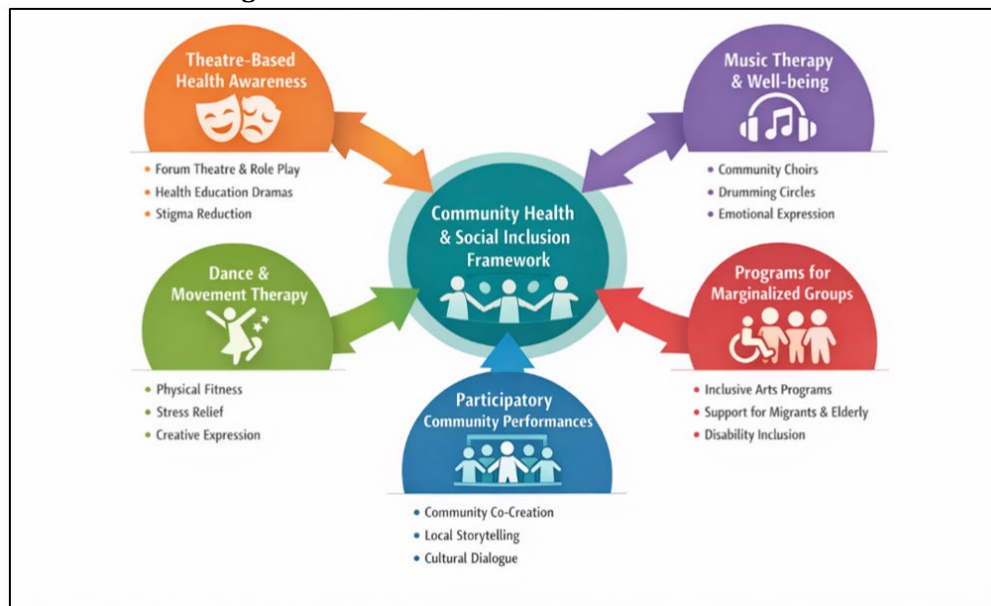 Theatre-Based
Health Awareness
• Forum Theatre & Role Play
• Health Education Dramas
• Stigma Reduction
Music Therapy
& Well-being
• Community Choirs
• Drumming Circles
• Emotional Expression
Community Health
& Social Inclusion
Framework
Dance &
Movement Therapy
• Physical Fitness
• Stress Relief
• Creative Expression
Programs for
Marginalized Groups
• Inclusive Arts Programs
• Support for Migrants & Elderly
• Disability Inclusion
Participatory
Community Performances
• Community Co-Creation
• Local Storytelling
• Cultural Dialogue